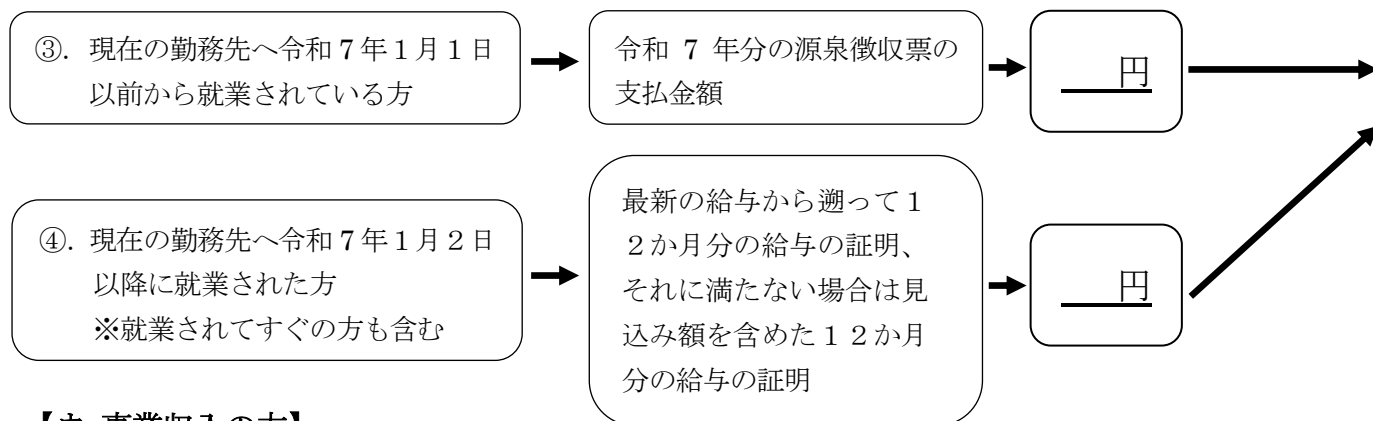 ③. 現在の勤務先へ令和７年１月１日
以前から就業されている方
令和 7 年分の源泉徴収票の
支払金額
円
④. 現在の勤務先へ令和７年１月２日
以降に就業された方
※就業されてすぐの方も含む
最新の給与から遡って１
２か月分の給与の証明、
それに満たない場合は見
込み額を含めた１２か月
分の給与の証明
円